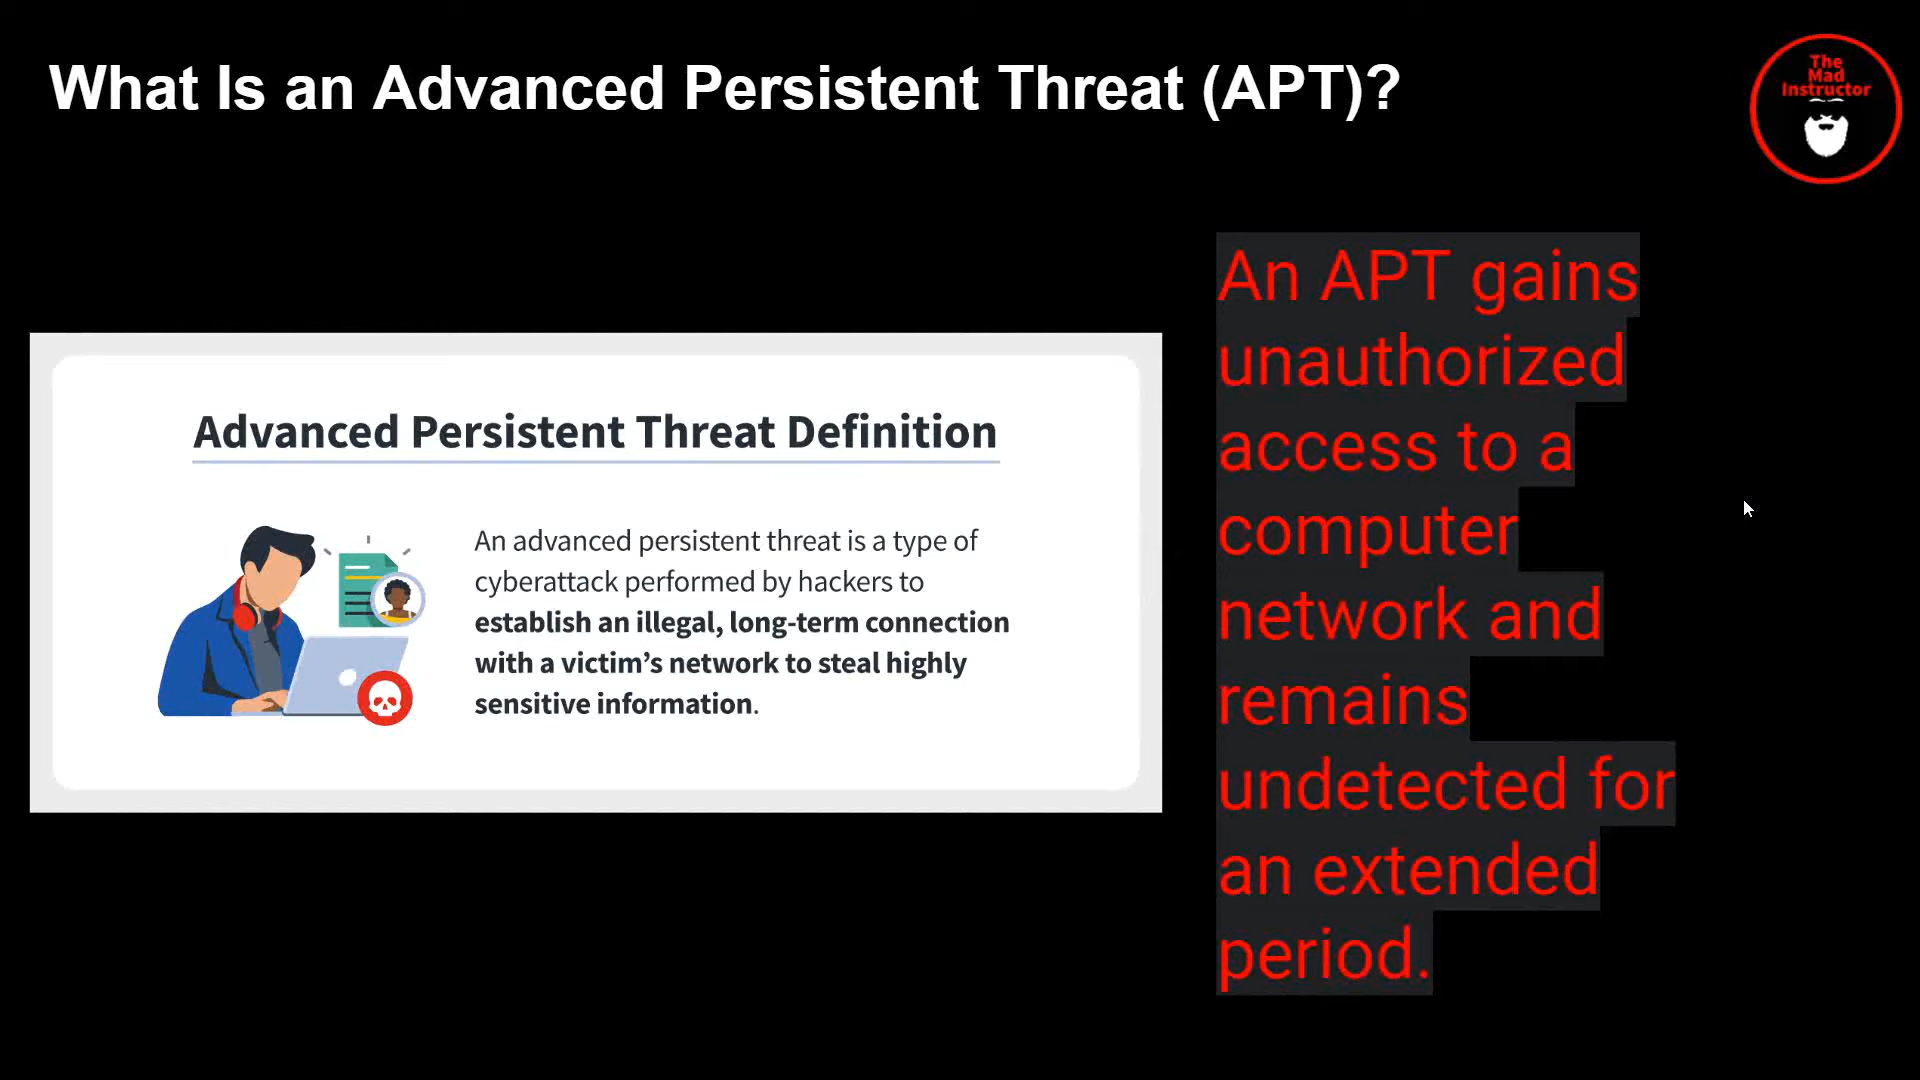 What Is an Advanced Persistent Threat (APT)?
The
Mad
Instructor
Advanced Persistent Threat Definition
An advanced persistent threat is a type of
cyberattack performed by hackers to
establish an illegal, long-term connection
with a victim’s network to steal highly
sensitive information.
An APT gains
unauthorized
access to a
computer
network and
remains
undetected for
an extended
period.